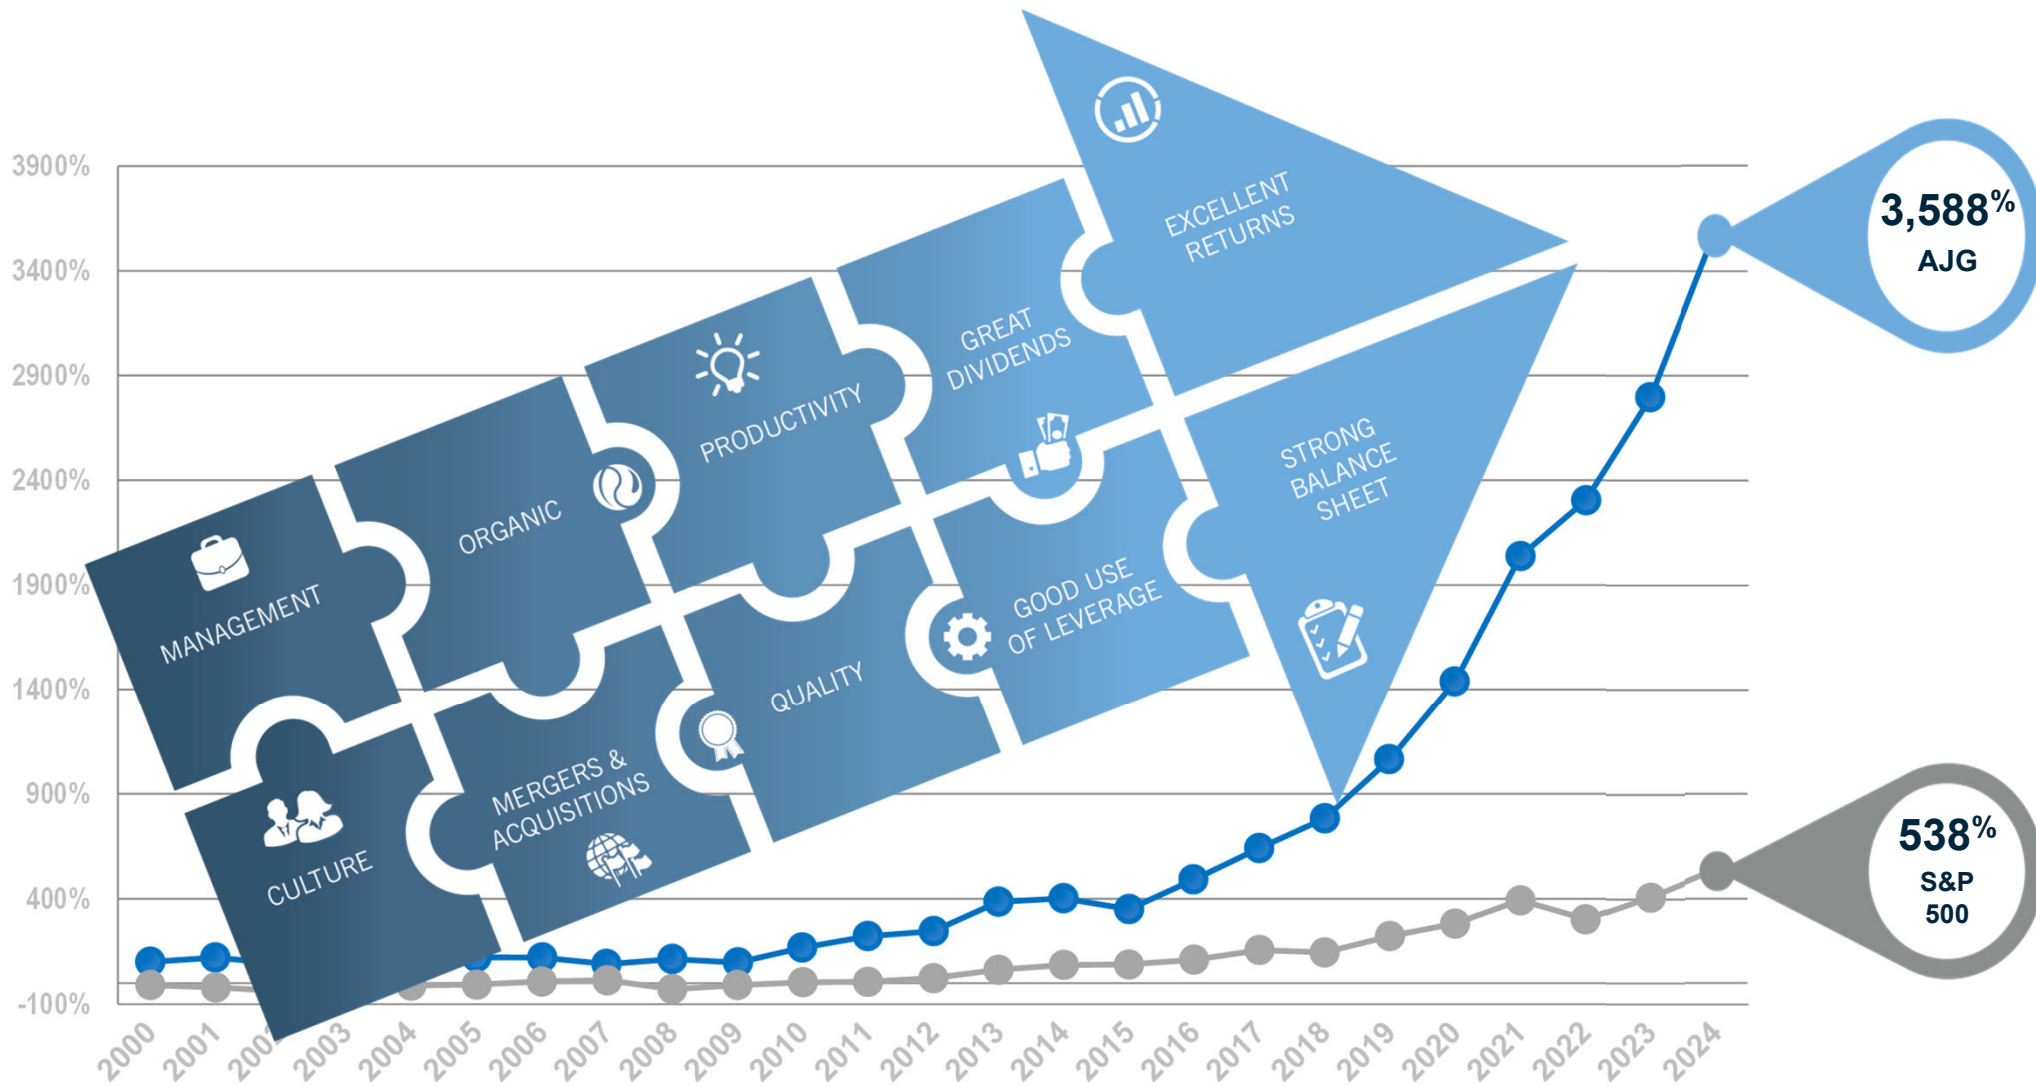 3900%
3400%
2900%
2400%
1900%
1400%
900%
400%
-100%
EXCELLENT
RETURNS
GREAT
DIVIDENDS
PRODUCTIVITY
ORGANIC
MANAGEMENT
STRONG
BALANCE
SHEET
GOOD USE
OF LEVERAGE
QUALITY
MERGERS &
ACQUISITIONS
CULTURE
3,588%
AJG
538%
S&P
500
2000
2001
2003
2004
2005
2006
2007
2008
2009
2010
2011
2012
2013
2014
2015
2016
2017
2018
2019
2020
2021
2022
2023
2024